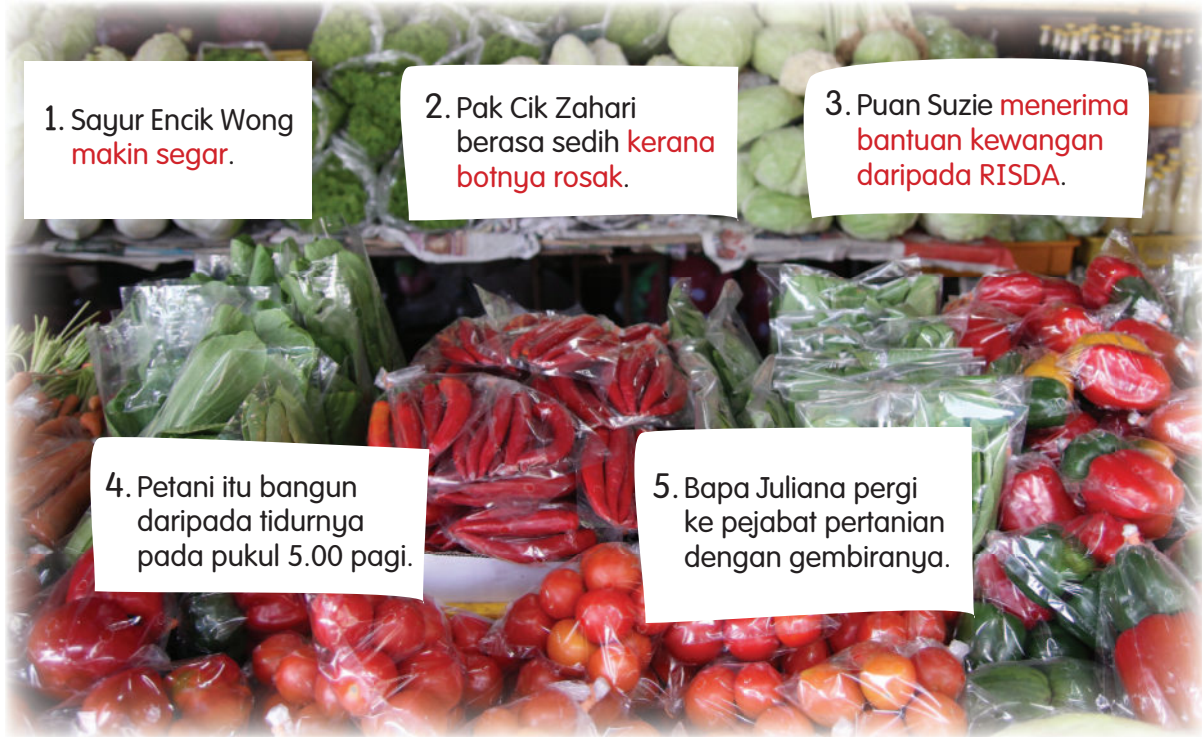 1. Sayur Encik Wong
makin segar.
2. Pak Cik Zahari
berasa sedih kerana
botnya rosak.
3. Puan Suzie menerima
bantuan kewangan
daripada RISDA.
4. Petani itu bangun
daripada tidurnya
pada pukul 5.00 pagi.
5. Bapa Juliana pergi
ke pejabat pertanian
dengan gembiranya.